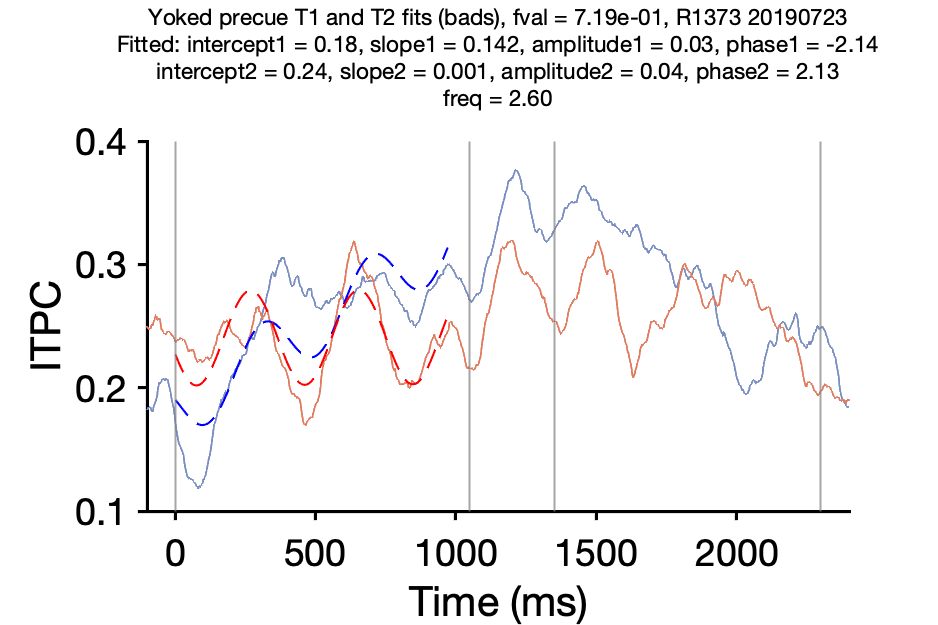 Yoked precue T1 and T2 fits (bads), fval = 7.19e-01, R1373 20190723
Fitted: intercept1 = 0.18, slope1 = 0.142, amplitude1 = 0.03, phase1 = -2.14
intercept2 = 0.24, slope2 = 0.001, amplitude2 = 0.04, phase2 = 2.13
freq = 2.60
0.4
0.3
0.2
0.1
ITPC
0 500 1000 1500 2000
Time (ms)